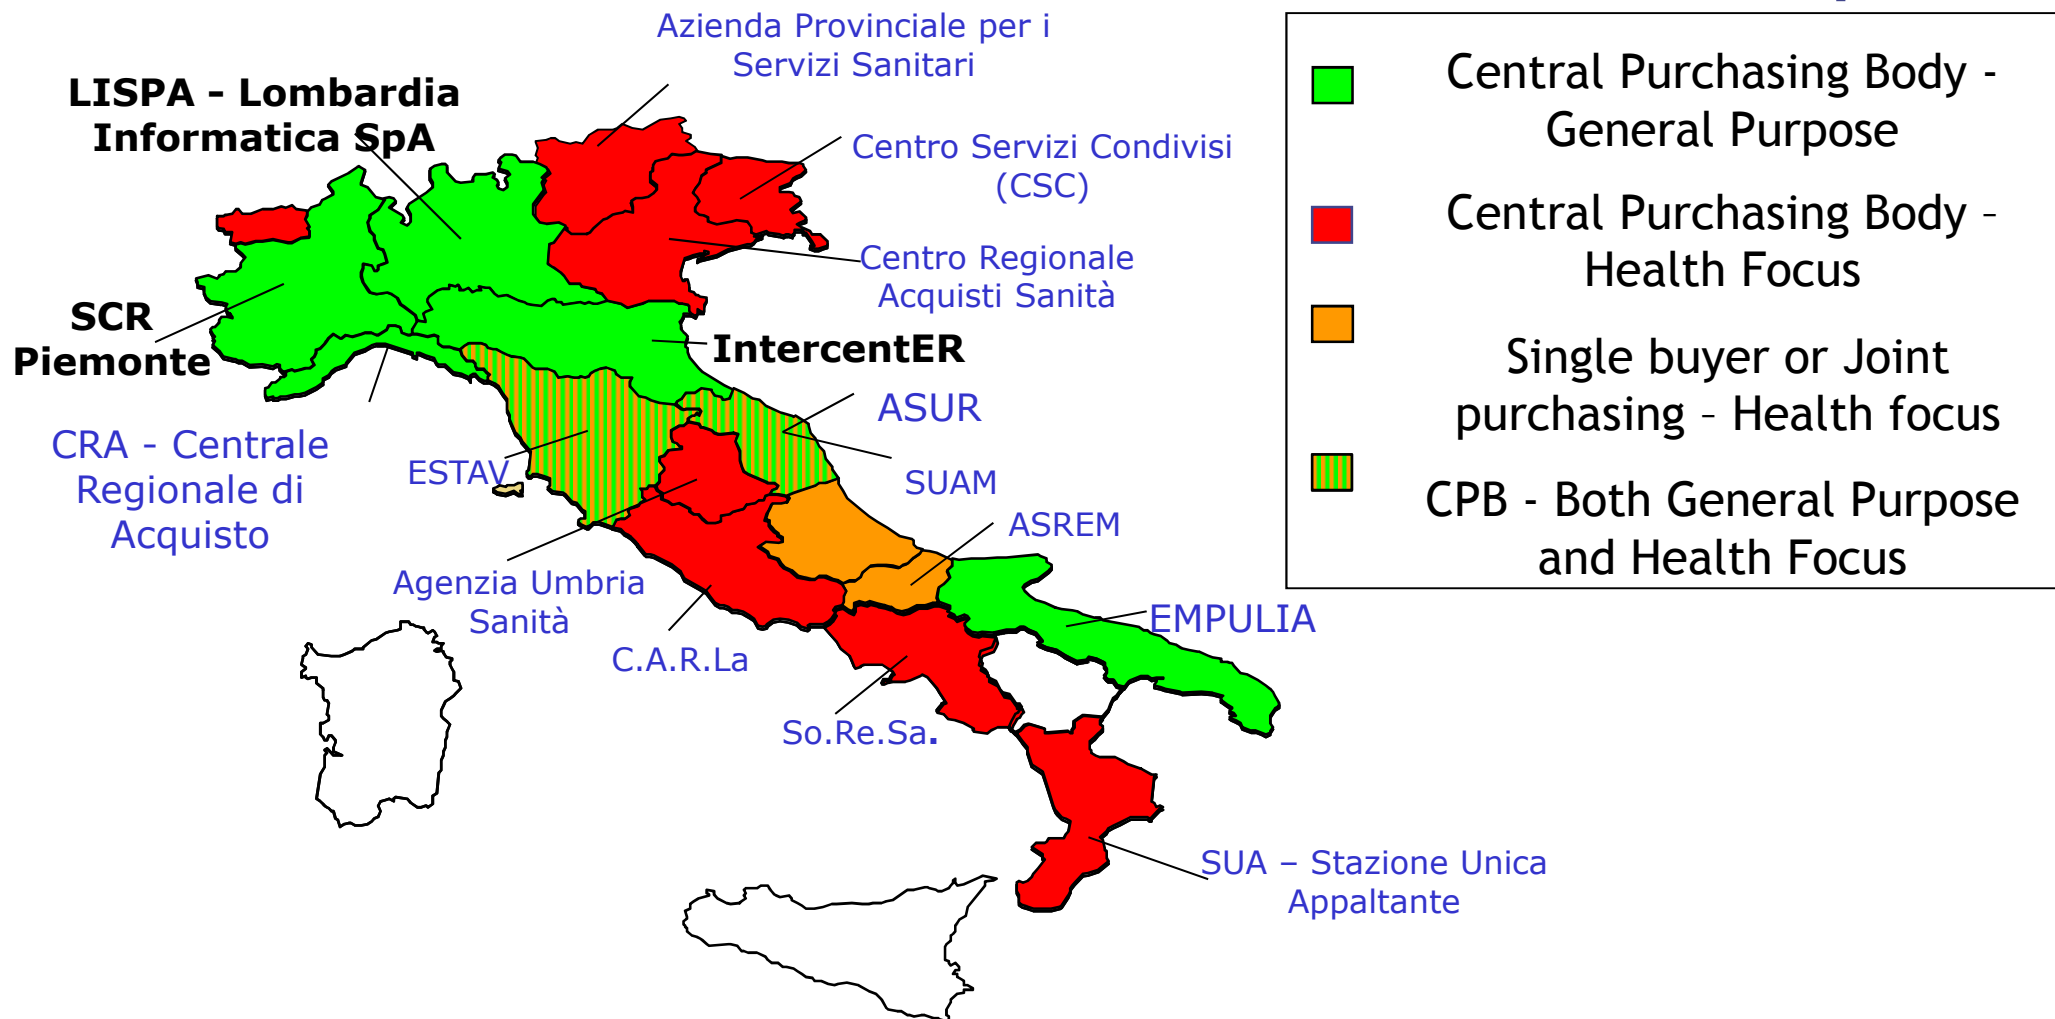 Azienda Provinciale per i
Servizi Sanitari
LISPA - Lombardia
Informatica SpA
Centro Servizi Condivisi
(CSC)
Centro Regionale
Acquisti Sanità
SCR
Piemonte
IntercentER
ASUR
CRA - Centrale
Regionale di
Acquisto
ESTAV
SUAM
ASREM
Agenzia Umbria
Sanità
C.A.R.La
EMPULIA
So.Re.Sa.
SUA – Stazione Unica
Appaltante
Central Purchasing Body -
General Purpose
Central Purchasing Body –
Health Focus
Single buyer or Joint
purchasing – Health focus
CPB - Both General Purpose
and Health Focus